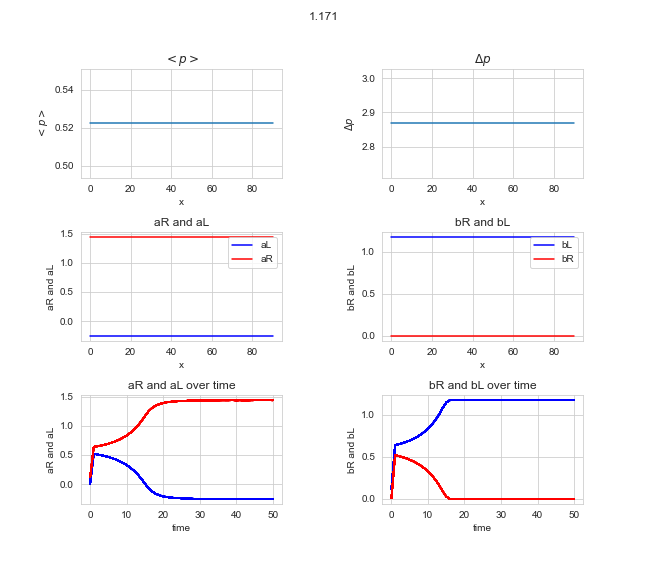 1.171
< p >
Δp
0.54
0.52
0.50
< p >
0 20 40 60 80
x
3.0
2.9
2.8
Δp
0 20 40 60 80
x
aR and aL
bR and bL
1.5
1.0
0.5
0.0
aR and aL
aL
aR
0 20 40 60 80
x
1.0
0.5
0.0
bR and bL
bL
bR
0 20 40 60 80
x
aR and aL over time
bR and bL over time
1.5
1.0
0.5
0.0
aR and aL
0 10 20 30 40 50
time
1.0
0.5
0.0
bR and bL
0 10 20 30 40 50
time